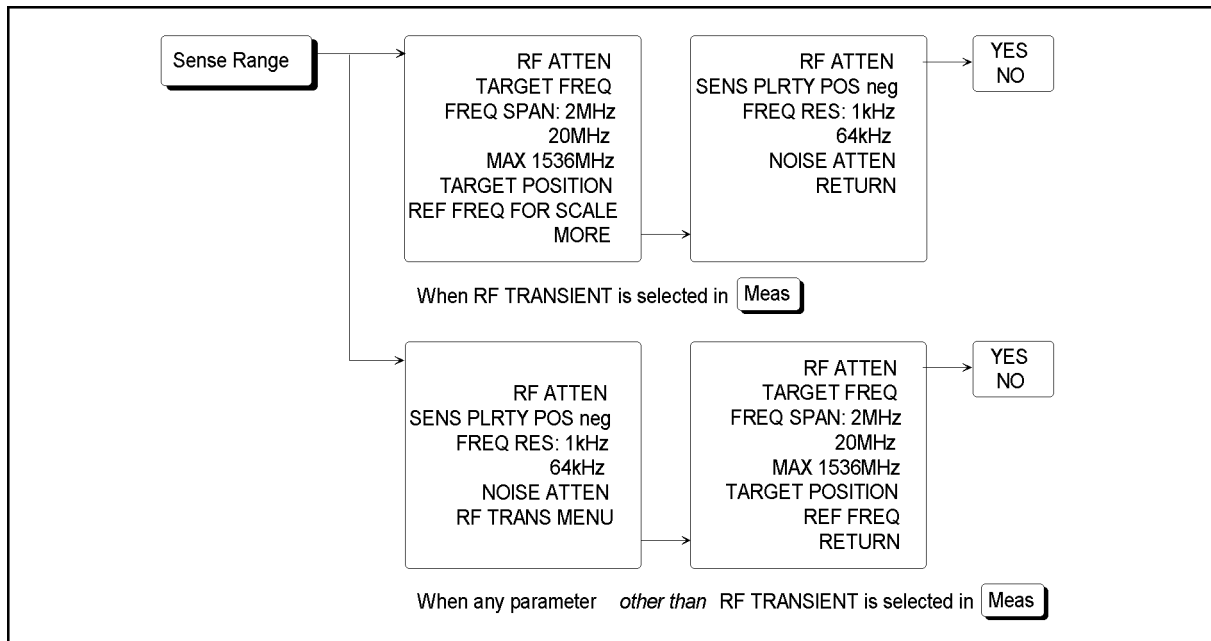 Sense Range
RF ATTEN
TARGET FREQ
FREQ SPAN: 2MHz
20MHz
MAX 1536MHz
TARGET POSITION
REF FREQ FOR SCALE
MORE
RF ATTEN
SENS PLRTY POS neg
FREQ RES: 1kHz
64kHz
NOISE ATTEN
RETURN
YES
NO
When RF TRANSIENT is selected in Meas
RF ATTEN
SENS PLRTY POS neg
FREQ RES: 1kHz
64kHz
NOISE ATTEN
RF TRANS MENU
RF ATTEN
TARGET FREQ
FREQ SPAN: 2MHz
20MHz
MAX 1536MHz
TARGET POSITION
REF FREQ
RETURN
YES
NO
When any parameter other than RF TRANSIENT is selected in Meas